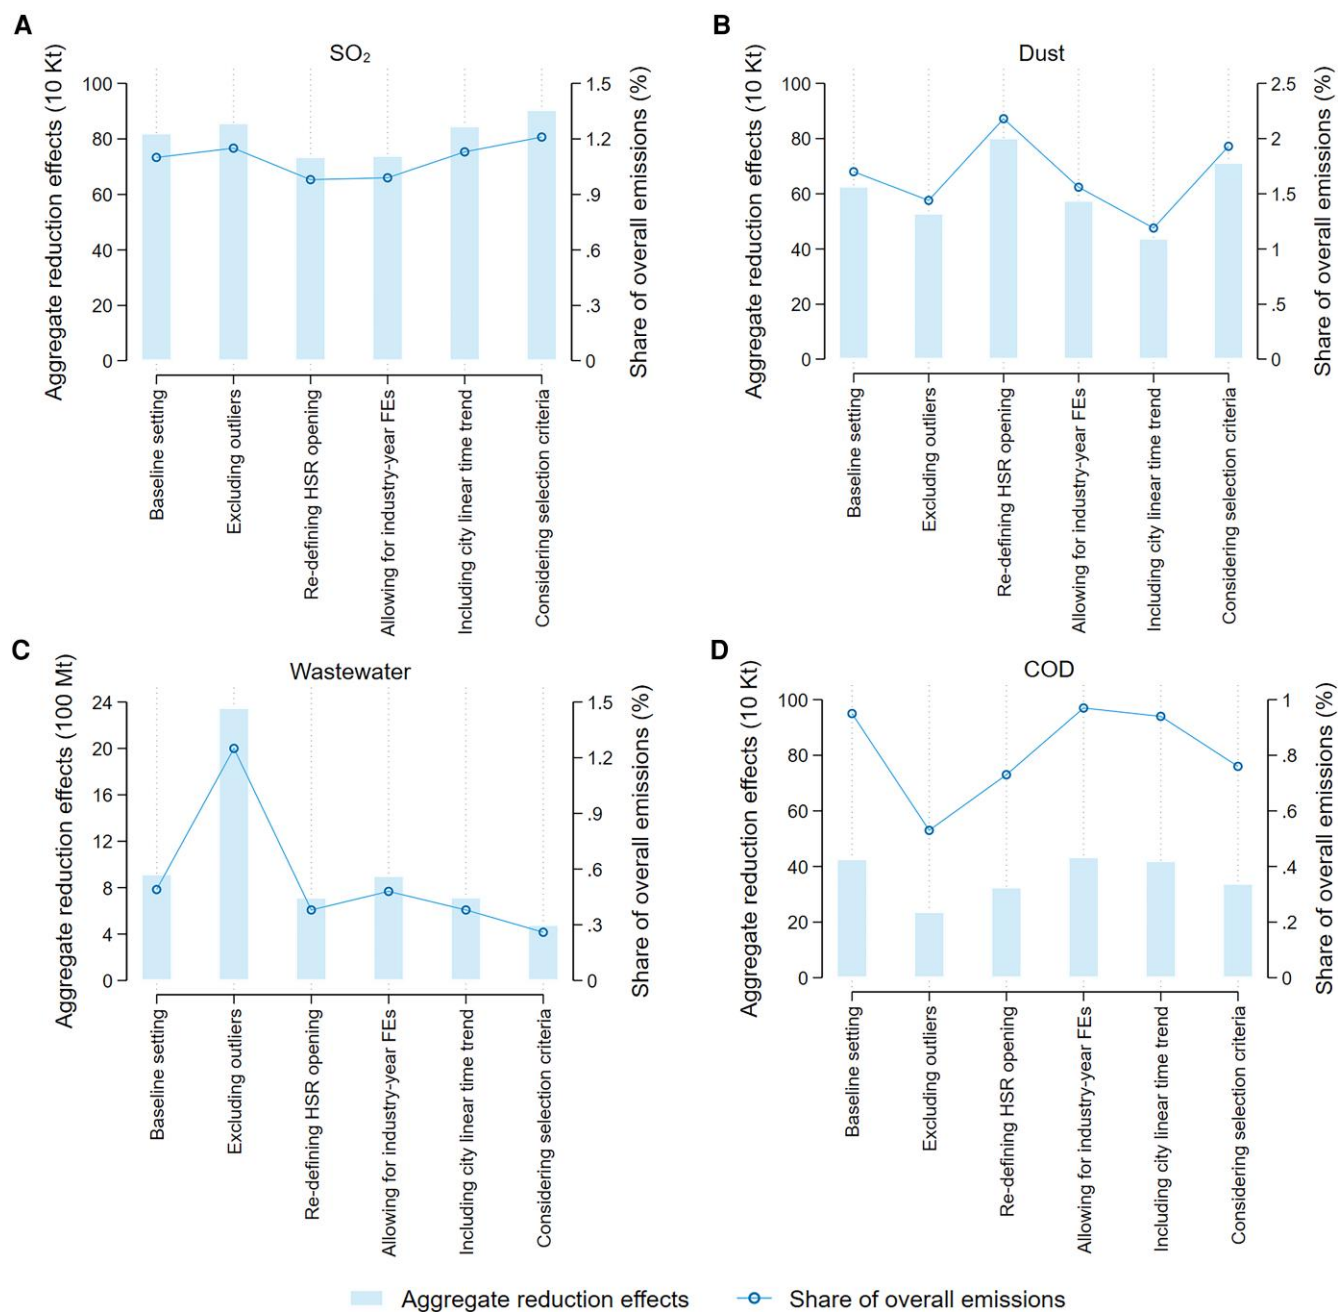 A
SO₂
Aggregate reduction effects (10 Kt)
100
80
60
40
20
0
1.5
1.2
.9
.6
.3
0
Share of overall emissions (%)
Baseline setting
Excluding outliers
Re-defining HSR opening
Allowing for industry-year FEs
Including city linear time trend
Considering selection criteria
B
Dust
Aggregate reduction effects (10 Kt)
100
80
60
40
20
0
2.5
2
1.5
1
.5
0
Share of overall emissions (%)
Baseline setting
Excluding outliers
Re-defining HSR opening
Allowing for industry-year FEs
Including city linear time trend
Considering selection criteria
C
Wastewater
Aggregate reduction effects (100 Mt)
24
20
16
12
8
4
0
1.5
1.2
.9
.6
.3
0
Share of overall emissions (%)
Baseline setting
Excluding outliers
Re-defining HSR opening
Allowing for industry-year FEs
Including city linear time trend
Considering selection criteria
D
COD
Aggregate reduction effects (10 Kt)
100
80
60
40
20
0
1
.8
.6
.4
.2
0
Share of overall emissions (%)
Baseline setting
Excluding outliers
Re-defining HSR opening
Allowing for industry-year FEs
Including city linear time trend
Considering selection criteria
Aggregate reduction effects
Share of overall emissions